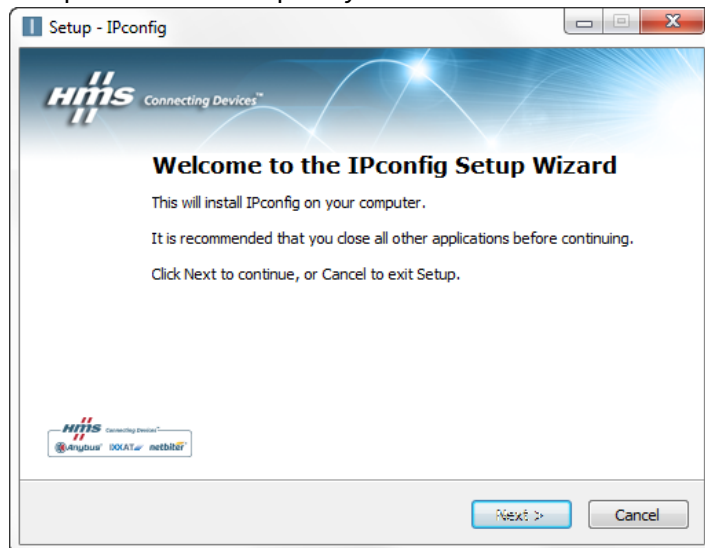 Setup - IPconfig
HMS Connecting Devices™
Welcome to the IPconfig Setup Wizard
This will install IPconfig on your computer.
It is recommended that you close all other applications before continuing.
Click Next to continue, or Cancel to exit Setup.
HMS Connecting Devices™
Anybus® IXXAT® netbiter®
Next >
Cancel